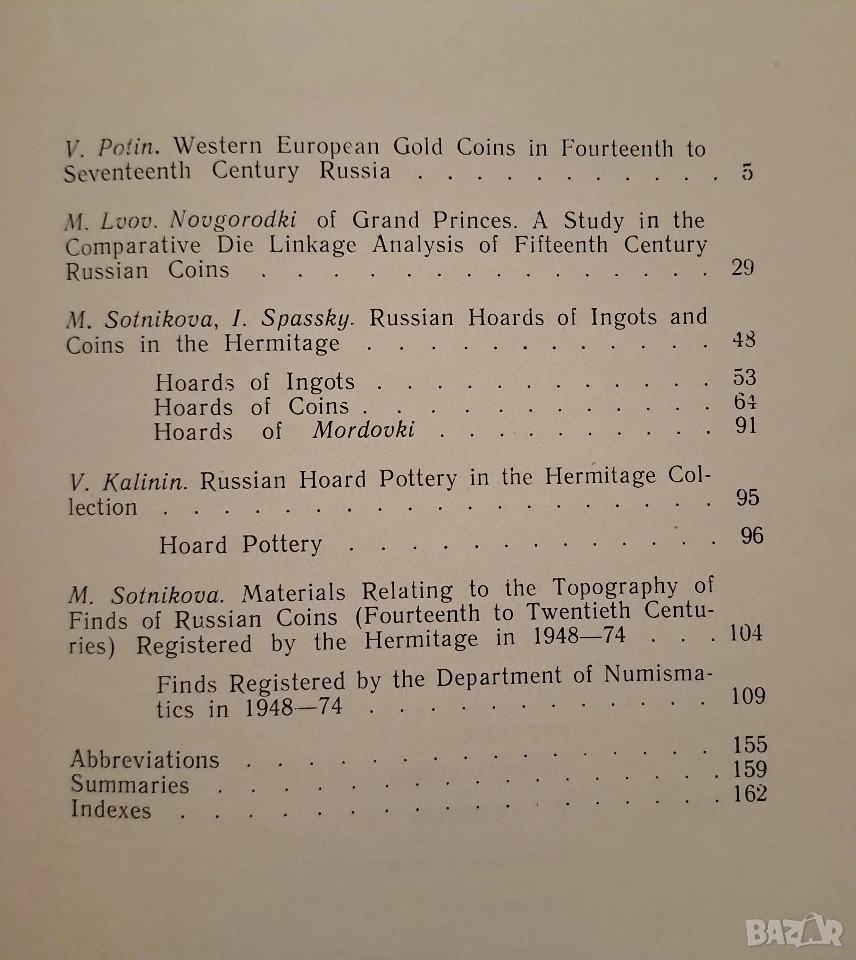 V. Potin. Western European Gold Coins in Fourteenth to
Seventeenth Century Russia . . . . . . . . . . . 5
M. Lvov. Novgorodki of Grand Princes. A Study in the
Comparative Die Linkage Analysis of Fifteenth Century
Russian Coins . . . . . . . . . . . . . . . 29
M. Sotnikova, I. Spassky. Russian Hoards of Ingots and
Coins in the Hermitage . . . . . . . . . . . . 48
Hoards of Ingots . . . . . . . . . . . . 53
Hoards of Coins . . . . . . . . . . . . 64
Hoards of Mordovki . . . . . . . . . . 91
V. Kalinin. Russian Hoard Pottery in the Hermitage Col-
lection . . . . . . . . . . . . . . . . . . 95
Hoard Pottery . . . . . . . . . . . . . 96
M. Sotnikova. Materials Relating to the Topography of
Finds of Russian Coins (Fourteenth to Twentieth Centu-
ries) Registered by the Hermitage in 1948—74 . . . 104
Finds Registered by the Department of Numisma-
tics in 1948—74 . . . . . . . . . . . . 109
Abbreviations . . . . . . . . . . . . . . . 155
Summaries . . . . . . . . . . . . . . . . 159
Indexes . . . . . . . . . . . . . . . . . 162
BAZAR